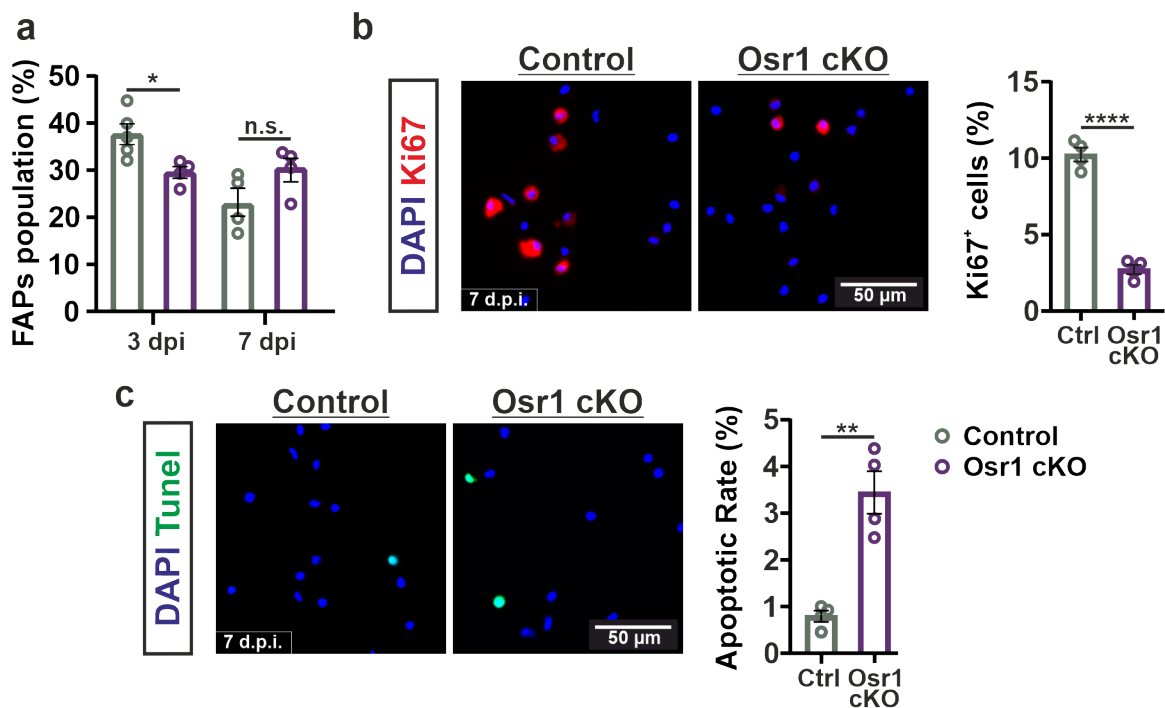 a
FAPs population (%)
50
40
30
20
10
0
*
n.s.
3 dpi
7 dpi
b
DAPI Ki67
Control
Osr1 cKO
7 d.p.i.
50 µm
Ki67+ cells (%)
15
10
5
0
****
Ctrl
Osr1
cKO
c
DAPI Tunel
Control
Osr1 cKO
7 d.p.i.
50 µm
Apoptotic Rate (%)
5
4
3
2
1
0
**
Ctrl
Osr1
cKO
Control
Osr1 cKO